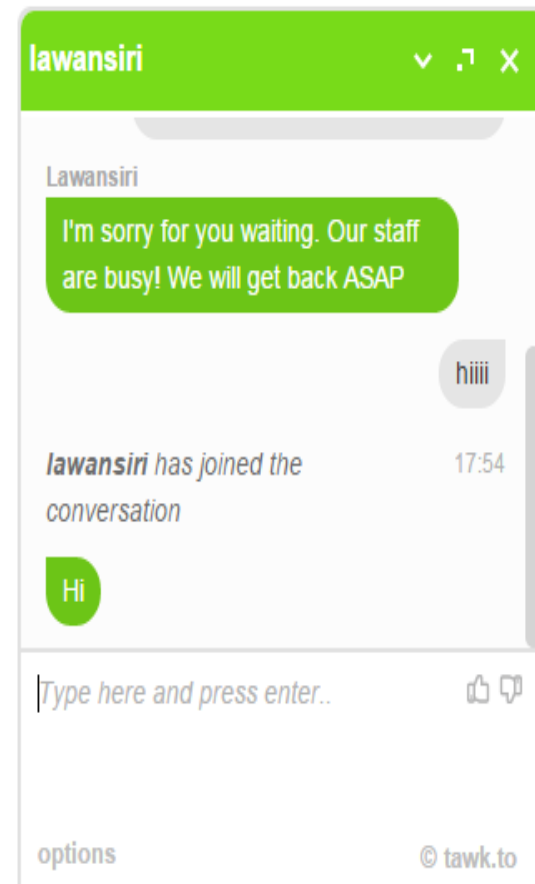 lawansiri
Lawansiri
I'm sorry for you waiting. Our staff
are busy! We will get back ASAP
hiiii
lawansiri has joined the
conversation
17:54
Hi
Type here and press enter..
options
© tawk.to